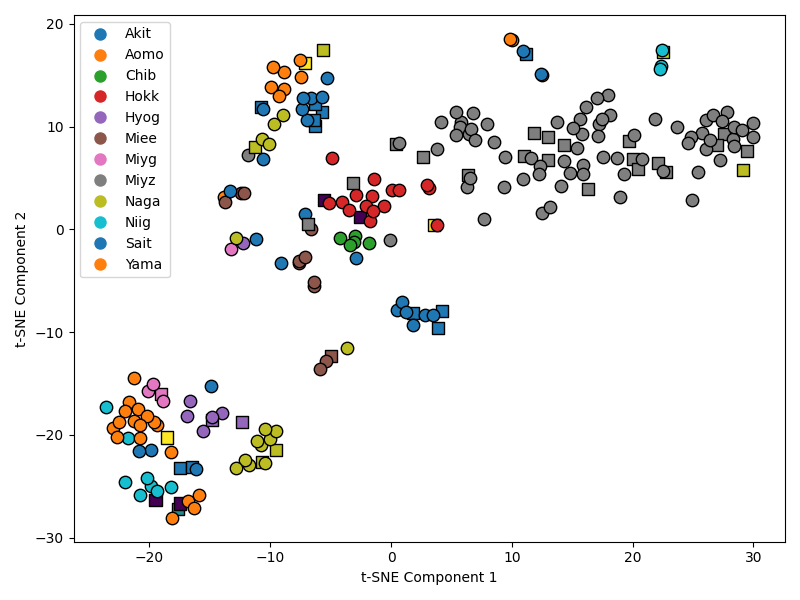 Akit
Aomo
Chib
Hokk
Hyog
Miee
Miyg
Miyz
Naga
Niig
Sait
Yama
20
10
0
−10
−20
−30
−20
−10
0
10
20
30
t-SNE Component 2
t-SNE Component 1